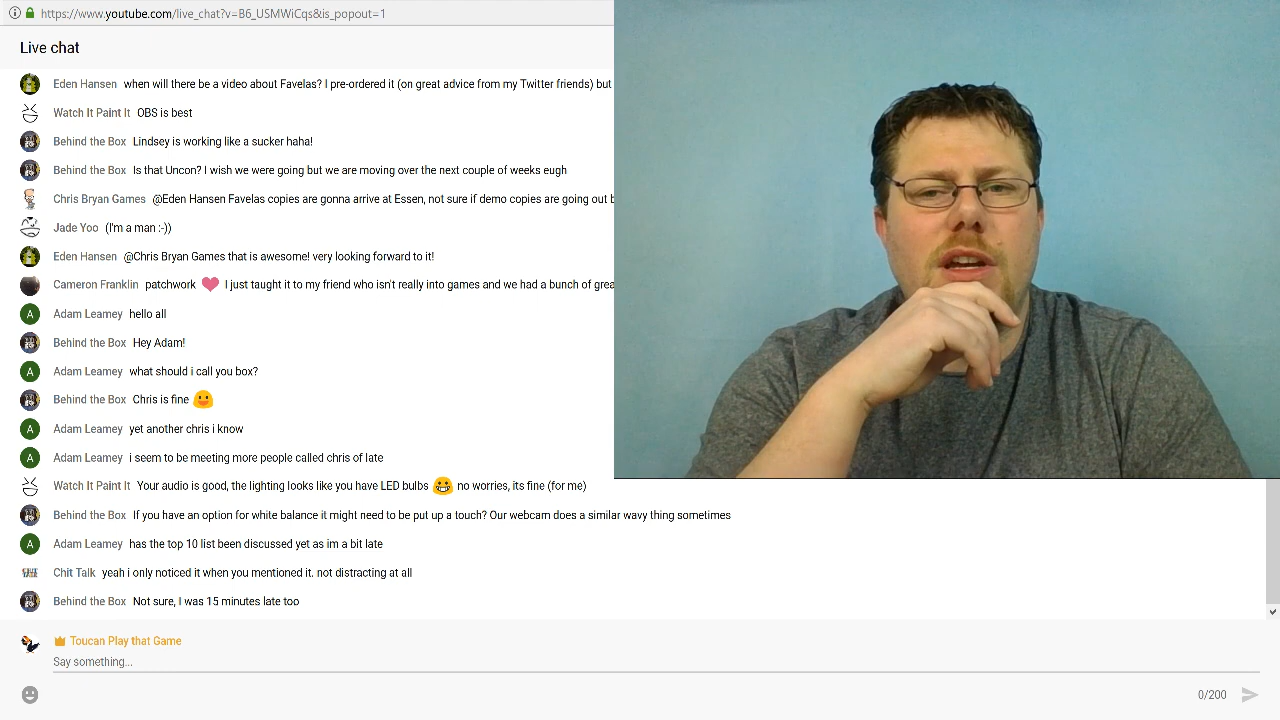 https://www.youtube.com/live_chat?v=B6_USMWiCqs&is_popout=1
Live chat
Eden Hansen when will there be a video about Favelas? I pre-ordered it (on great advice from my Twitter friends) but
Watch It Paint It OBS is best
Behind the Box Lindsey is working like a sucker haha!
Behind the Box Is that Uncon? I wish we were going but we are moving over the next couple of weeks eugh
Chris Bryan Games @Eden Hansen Favelas copies are gonna arrive at Essen, not sure if demo copies are going out b
Jade Yoo (I'm a man :-))
Eden Hansen @Chris Bryan Games that is awesome! very looking forward to it!
Cameron Franklin patchwork I just taught it to my friend who isn't really into games and we had a bunch of grea
A Adam Leamey hello all
Behind the Box Hey Adam!
A Adam Leamey what should i call you box?
Behind the Box Chris is fine
A Adam Leamey yet another chris i know
A Adam Leamey i seem to be meeting more people called chris of late
Watch It Paint It Your audio is good, the lighting looks like you have LED bulbs no worries, its fine (for me)
Behind the Box If you have an option for white balance it might need to be put up a touch? Our webcam does a similar wavy thing sometimes
A Adam Leamey has the top 10 list been discussed yet as im a bit late
Chit Talk yeah i only noticed it when you mentioned it. not distracting at all
Behind the Box Not sure, I was 15 minutes late too
Toucan Play that Game
Say something...
0/200